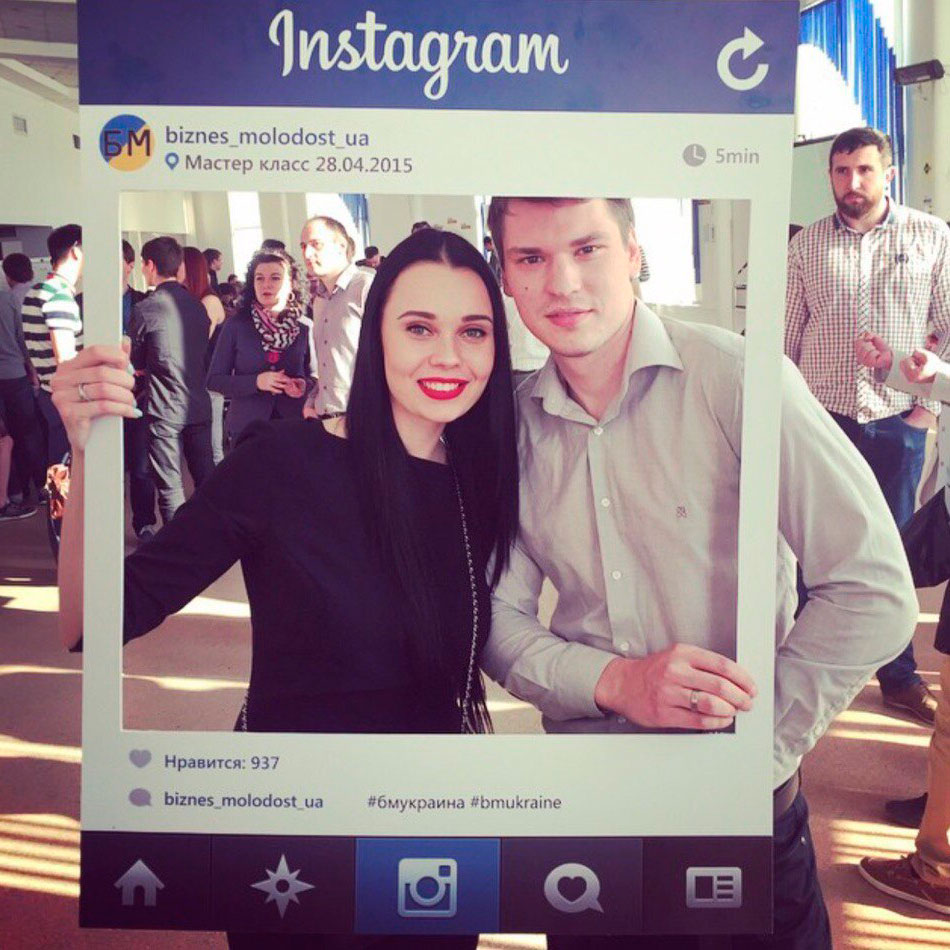 Instagram
БМ
biznes_molodost_ua
Мастер класс 28.04.2015
5min
Нравится: 937
biznes_molodost_ua #бмукраина #bmukraine